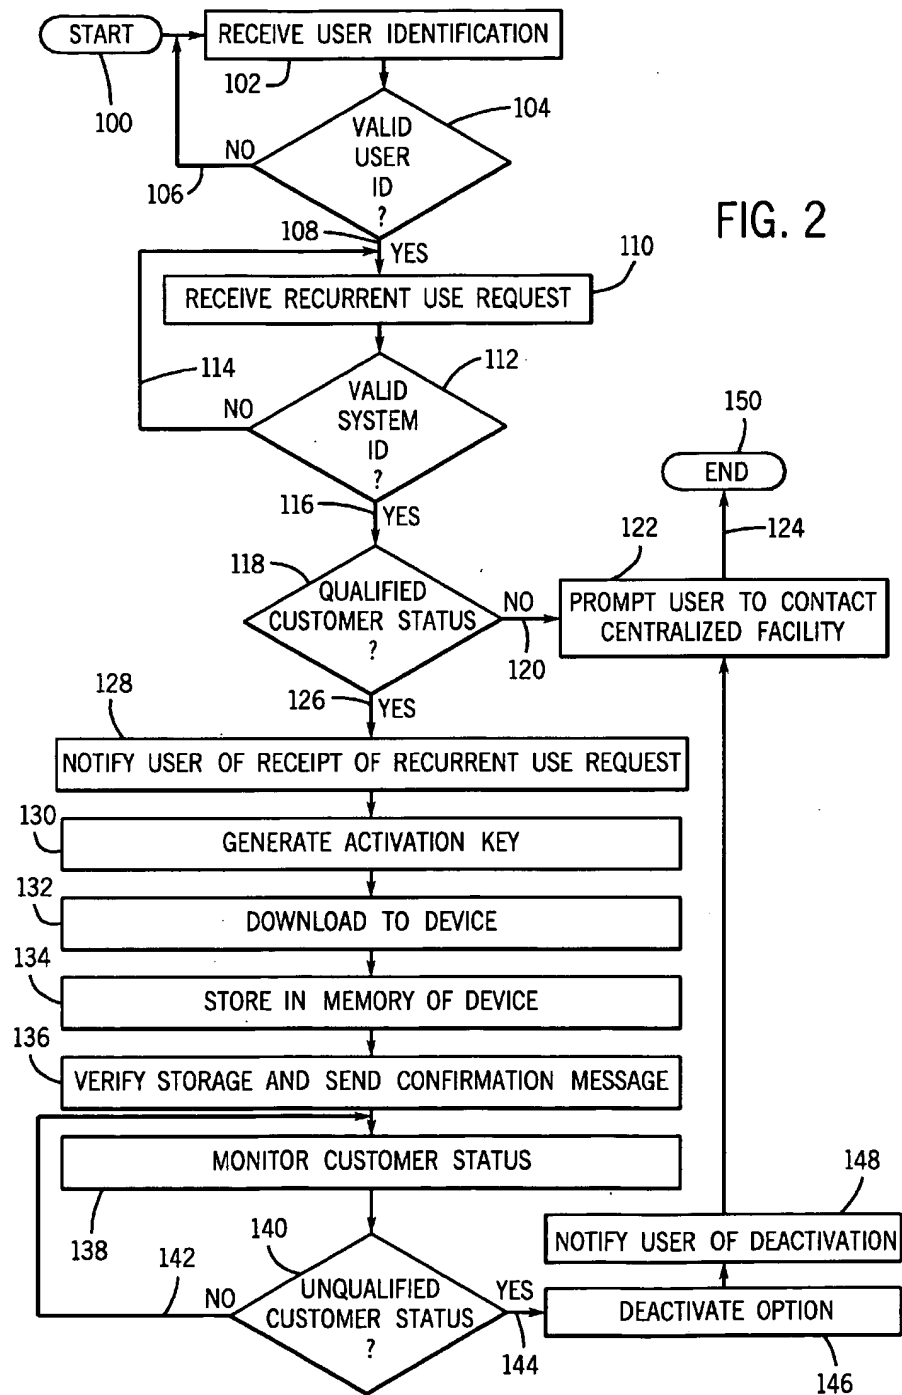 START
RECEIVE USER IDENTIFICATION
102
100
104
VALID
USER
ID
?
NO
106
108
YES
FIG. 2
110
RECEIVE RECURRENT USE REQUEST
114
112
VALID
SYSTEM
ID
?
NO
116
YES
150
END
124
122
118
QUALIFIED
CUSTOMER STATUS
?
NO
120
PROMPT USER TO CONTACT
CENTRALIZED FACILITY
126
YES
128
NOTIFY USER OF RECEIPT OF RECURRENT USE REQUEST
130
GENERATE ACTIVATION KEY
132
DOWNLOAD TO DEVICE
134
STORE IN MEMORY OF DEVICE
136
VERIFY STORAGE AND SEND CONFIRMATION MESSAGE
MONITOR CUSTOMER STATUS
138
142
140
UNQUALIFIED
CUSTOMER STATUS
?
NO
YES
144
148
NOTIFY USER OF DEACTIVATION
DEACTIVATE OPTION
146